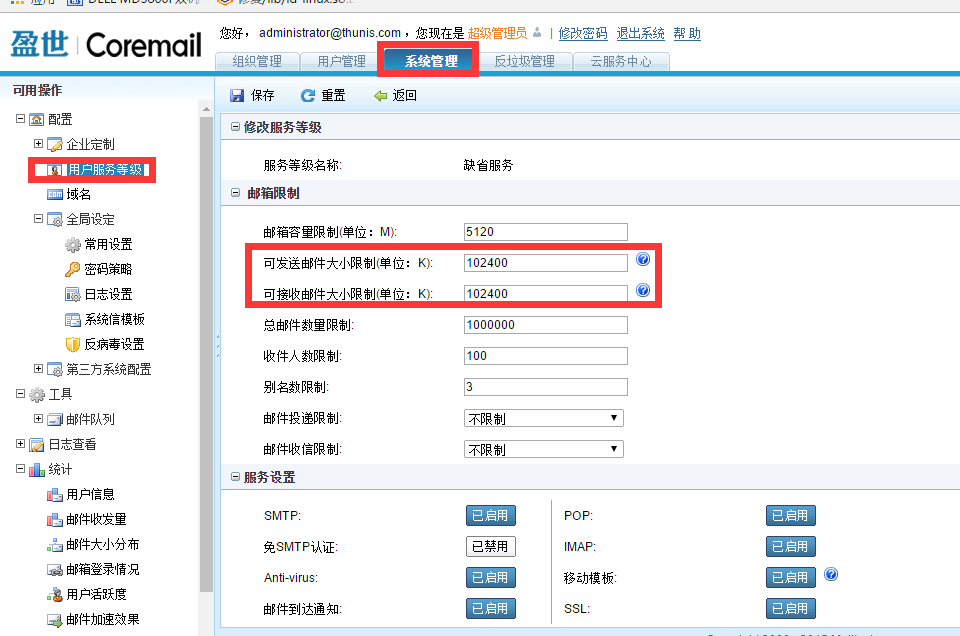 应用 DELL MD3800f 双机 修复/lib/ld-linux.so...
盈世 Coremail
您好， administrator@thunis.com ，您现在是 超级管理员 | 修改密码 退出系统 帮 助
组织管理 用户管理 系统管理 反垃圾管理 云服务中心
可用操作
保存 重置 返回
配置
企业定制
用户服务等级
域名
全局设定
常用设置
密码策略
日志设置
系统信模板
反病毒设置
第三方系统配置
工具
邮件队列
日志查看
统计
用户信息
邮件收发量
邮件大小分布
邮箱登录情况
用户活跃度
邮件加速效果
修改服务等级
服务等级名称: 缺省服务
邮箱限制
邮箱容量限制(单位：M): 5120
可发送邮件大小限制(单位：K): 102400
可接收邮件大小限制(单位：K): 102400
总邮件数量限制: 1000000
收件人数限制: 100
别名数限制: 3
邮件投递限制: 不限制
邮件收信限制: 不限制
服务设置
SMTP: 已启用 POP: 已启用
免SMTP认证: 已禁用 IMAP: 已启用
Anti-virus: 已启用 移动模板: 已启用
邮件到达通知: 已启用 SSL: 已启用